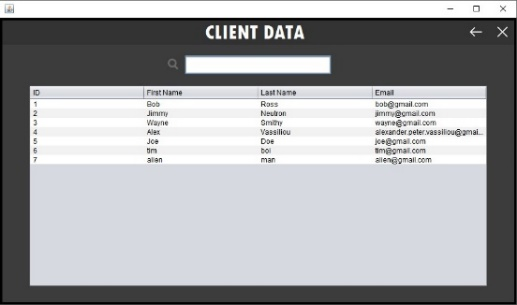 CLIENT DATA
ID First Name Last Name Email
1 Bob Ross bob@gmail.com
2 Jimmy Neutron jimmy@gmail.com
3 Wayne Smithy wayne@gmail.com
4 Alex Vassiliou alexander.peter.vassiliou@gmai...
5 Joe Doe joe@gmail.com
6 tim boi tim@gmail.com
7 alien man alien@gmail.com